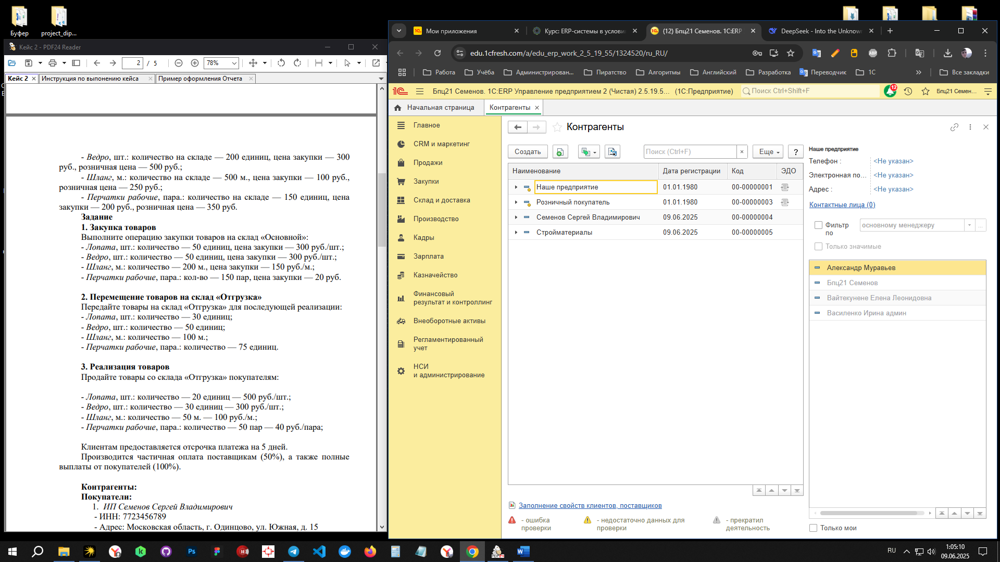 Буфер
project_dip...
Кейс 2 - PDF24 Reader
2 / 5
78%
Кейс 2
Инструкция по выпонению кейса
Пример оформления Отчета
- Ведро, шт.: количество на складе — 200 единиц, цена закупки — 300
руб., розничная цена — 500 руб.;
- Шланг, м.: количество на складе — 500 м., цена закупки — 100 руб.,
розничная цена — 250 руб.;
- Перчатки рабочие, пара.: количество на складе — 150 единиц, цена
закупки — 200 руб., розничная цена — 350 руб.
Задание
1. Закупка товаров
Выполните операцию закупки товаров на склад «Основной»:
- Лопата, шт.: количество — 50 единиц, цена закупки — 300 руб./шт.;
- Ведро, шт.: количество — 50 единиц, цена закупки — 300 руб./шт.;
- Шланг, м.: количество — 200 м., цена закупки — 150 руб./м.;
- Перчатки рабочие, пара.: кол-во — 150 пар, цена закупки — 20 руб.
2. Перемещение товаров на склад «Отгрузка»
Передайте товары на склад «Отгрузка» для последующей реализации:
- Лопата, шт.: количество — 30 единиц;
- Ведро, шт.: количество — 50 единиц;
- Шланг, м.: количество — 100 м.;
- Перчатки рабочие, пара.: количество — 75 единиц.
3. Реализация товаров
Продайте товары со склада «Отгрузка» покупателям:
- Лопата, шт.: количество — 20 единиц — 500 руб./шт.;
- Ведро, шт.: количество — 30 единиц — 300 руб./шт.;
- Шланг, м.: количество — 50 м. — 100 руб./м.;
- Перчатки рабочие, пара.: количество — 50 пар — 40 руб./пара;
Клиентам предоставляется отсрочка платежа на 5 дней.
Производится частичная оплата поставщикам (50%), а также полные
выплаты от покупателей (100%).
Контрагенты:
Покупатели:
1. ИП Семенов Сергей Владимирович
- ИНН: 7723456789
- Адрес: Московская область, г. Одинцово, ул. Южная, д. 15
Мои приложения
Курс: ERP-системы в услови
(12) Бпц21 Семенов. 1С:ERP
DeepSeek - Into the Unknown
edu.1cfresh.com/a/edu_erp_work_2_5_19_55/1324520/ru_RU/
ABP
Работа
Учёба
Администрирован...
Пиратство
Алгоритмы
Английский
Разработка
Переводчик
1С
»
Все закладки
Бпц21 Семенов. 1С:ERP Управление предприятием 2 (Чистая) 2.5.19.5... (1С:Предприятие)
Поиск Ctrl+Shift+F
12
Бпц21 Семен...
Начальная страница
Контрагенты
Главное
CRM и маркетинг
Продажи
Закупки
Склад и доставка
Производство
Кадры
Зарплата
Казначейство
Финансовый
результат и контроллинг
Внеоборотные активы
Регламентированный
учет
НСИ
и администрирование
Контрагенты
Создать
Поиск (Ctrl+F)
×
Еще
?
Наименование Дата регистрации Код ЭДО
Наше предприятие 01.01.1980 00-00000001
Розничный покупатель 01.01.1980 00-00000003
Семенов Сергей Владимирович 09.06.2025 00-00000004
Стройматериалы 09.06.2025 00-00000005
Заполнение свойств клиентов, поставщиков
- ошибка
проверки
- недостаточно данных для
проверки
- прекратил
деятельность
Наше предприятие
Телефон : <Не указан>
Электронная по... <Не указан>
Адрес : <Не указан>
Контактные лица (0)
Фильтр
по
основному менеджеру
...
Только значимые
Александр Муравьев
Бпц21 Семенов
Вайтекунене Елена Леонидовна
Василенко Ирина админ
Только мои
Ps
PDF24
RU
1:05:10
09.06.2025